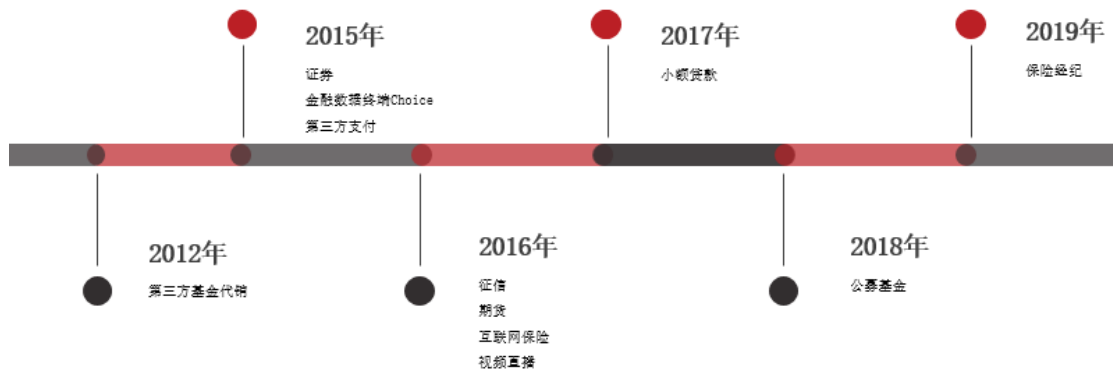 2015年
证券
金融数据终端Choice
第三方支付
2017年
小额贷款
2019年
保险经纪
2012年
第三方基金代销
2016年
征信
期货
互联网保险
视频直播
2018年
公募基金